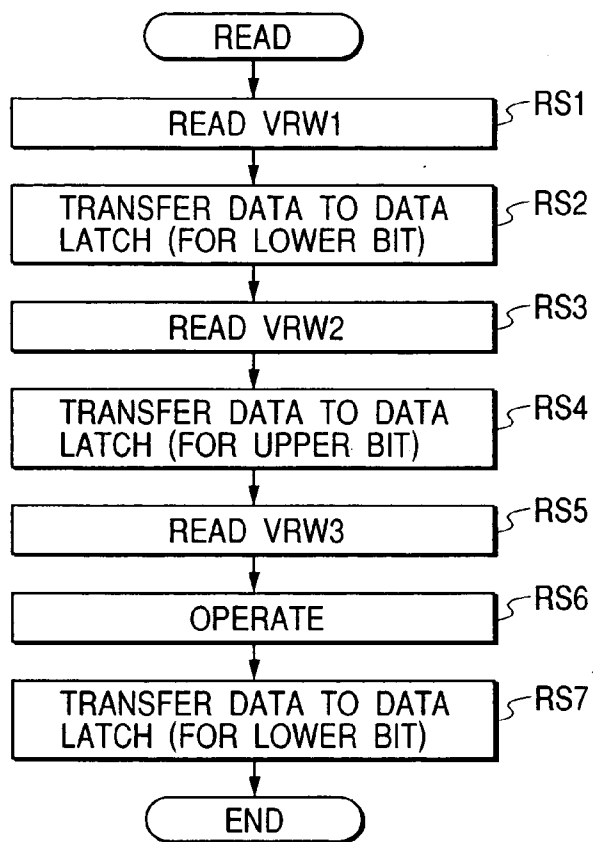 READ
READ VRW1
RS1
TRANSFER DATA TO DATA
LATCH (FOR LOWER BIT)
RS2
READ VRW2
RS3
TRANSFER DATA TO DATA
LATCH (FOR UPPER BIT)
RS4
READ VRW3
RS5
OPERATE
RS6
TRANSFER DATA TO DATA
LATCH (FOR LOWER BIT)
RS7
END